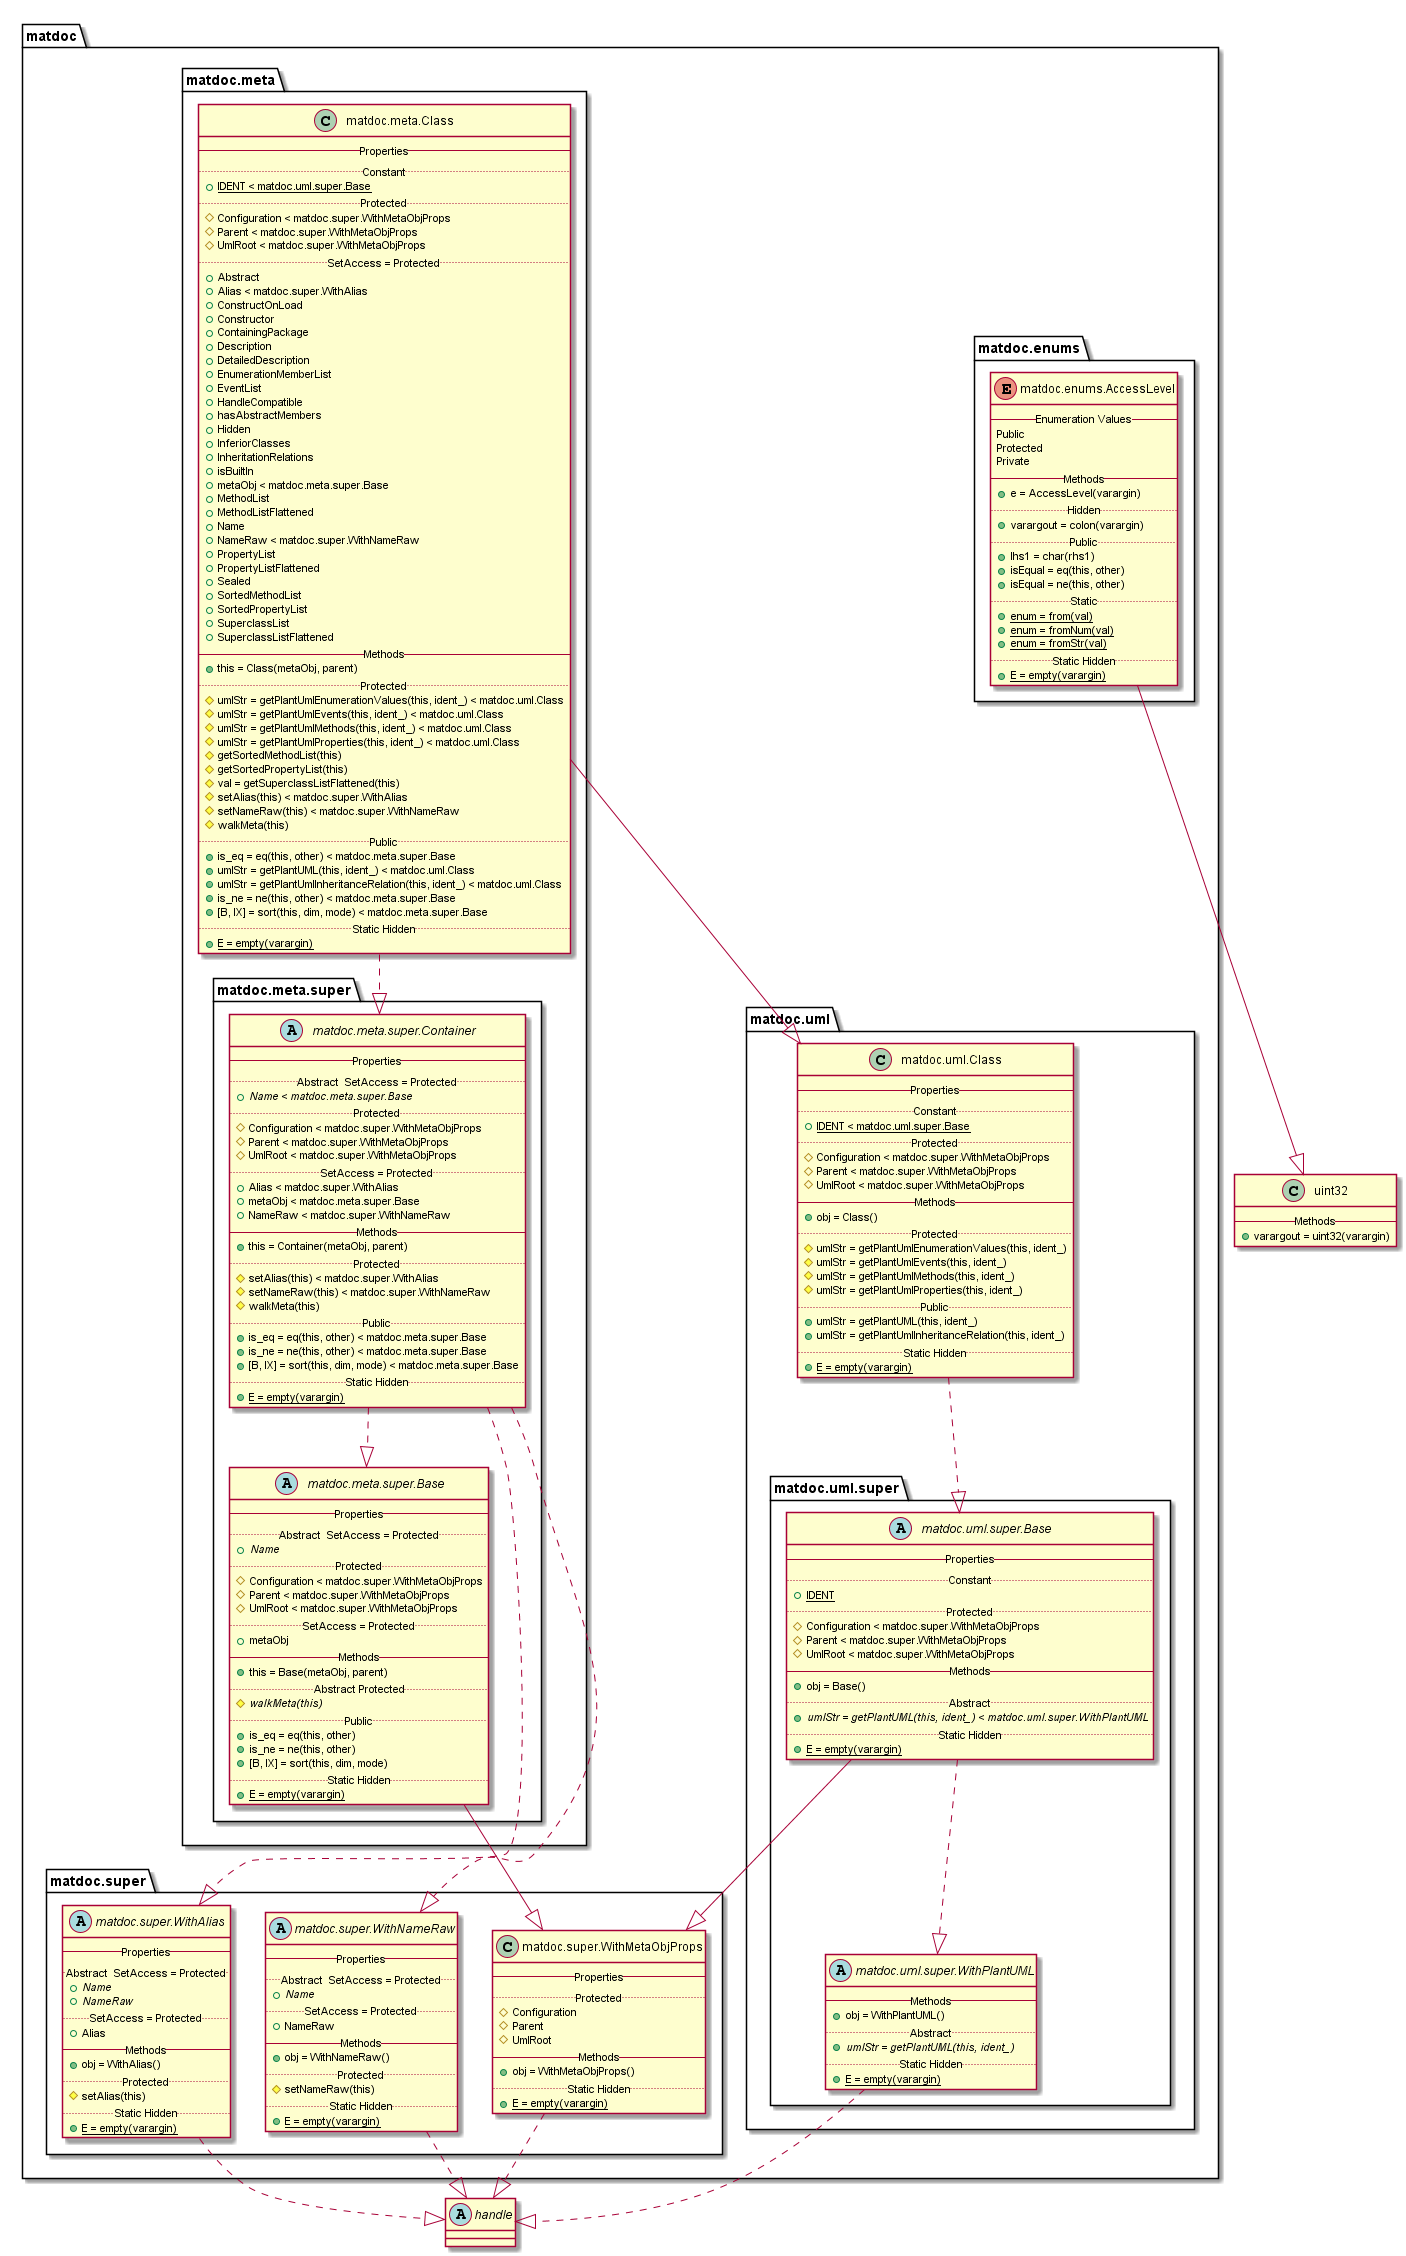 matdoc
matdoc.meta
C matdoc.meta.Class
Properties
Constant
IDENT < matdoc.uml.super.Base
Protected
Configuration < matdoc.super.WithMetaObjProps
Parent < matdoc.super.WithMetaObjProps
UmlRoot < matdoc.super.WithMetaObjProps
SetAccess = Protected
Abstract
Alias < matdoc.super.WithAlias
ConstructOnLoad
Constructor
ContainingPackage
Description
DetailedDescription
EnumerationMemberList
EventList
HandleCompatible
hasAbstractMembers
Hidden
InferiorClasses
InheritationRelations
isBuiltIn
metaObj < matdoc.meta.super.Base
MethodList
MethodListFlattened
Name
NameRaw < matdoc.super.WithNameRaw
PropertyList
PropertyListFlattened
Sealed
SortedMethodList
SortedPropertyList
SuperclassList
SuperclassListFlattened
Methods
this = Class(metaObj, parent)
Protected
umlStr = getPlantUmlEnumerationValues(this, ident_) < matdoc.uml.Class
umlStr = getPlantUmlEvents(this, ident_) < matdoc.uml.Class
umlStr = getPlantUmlMethods(this, ident_) < matdoc.uml.Class
umlStr = getPlantUmlProperties(this, ident_) < matdoc.uml.Class
getSortedMethodList(this)
getSortedPropertyList(this)
val = getSuperclassListFlattened(this)
setAlias(this) < matdoc.super.WithAlias
setNameRaw(this) < matdoc.super.WithNameRaw
walkMeta(this)
Public
is_eq = eq(this, other) < matdoc.meta.super.Base
umlStr = getPlantUML(this, ident_) < matdoc.uml.Class
umlStr = getPlantUmlInheritanceRelation(this, ident_) < matdoc.uml.Class
is_ne = ne(this, other) < matdoc.meta.super.Base
[B, IX] = sort(this, dim, mode) < matdoc.meta.super.Base
Static Hidden
E = empty(varargin)
matdoc.enums
E matdoc.enums.AccessLevel
Enumeration Values
Public
Protected
Private
Methods
e = AccessLevel(varargin)
Hidden
varargout = colon(varargin)
Public
lhs1 = char(rhs1)
isEqual = eq(this, other)
isEqual = ne(this, other)
Static
enum = from(val)
enum = fromNum(val)
enum = fromStr(val)
Static Hidden
E = empty(varargin)
matdoc.meta.super
A matdoc.meta.super.Container
Properties
Abstract SetAccess = Protected
Name < matdoc.meta.super.Base
Protected
Configuration < matdoc.super.WithMetaObjProps
Parent < matdoc.super.WithMetaObjProps
UmlRoot < matdoc.super.WithMetaObjProps
SetAccess = Protected
Alias < matdoc.super.WithAlias
metaObj < matdoc.meta.super.Base
NameRaw < matdoc.super.WithNameRaw
Methods
this = Container(metaObj, parent)
Protected
setAlias(this) < matdoc.super.WithAlias
setNameRaw(this) < matdoc.super.WithNameRaw
walkMeta(this)
Public
is_eq = eq(this, other) < matdoc.meta.super.Base
is_ne = ne(this, other) < matdoc.meta.super.Base
[B, IX] = sort(this, dim, mode) < matdoc.meta.super.Base
Static Hidden
E = empty(varargin)
matdoc.uml
C matdoc.uml.Class
Properties
Constant
IDENT < matdoc.uml.super.Base
Protected
Configuration < matdoc.super.WithMetaObjProps
Parent < matdoc.super.WithMetaObjProps
UmlRoot < matdoc.super.WithMetaObjProps
Methods
obj = Class()
Protected
umlStr = getPlantUmlEnumerationValues(this, ident_)
umlStr = getPlantUmlEvents(this, ident_)
umlStr = getPlantUmlMethods(this, ident_)
umlStr = getPlantUmlProperties(this, ident_)
Public
umlStr = getPlantUML(this, ident_)
umlStr = getPlantUmlInheritanceRelation(this, ident_)
Static Hidden
E = empty(varargin)
C uint32
Methods
varargout = uint32(varargin)
A matdoc.meta.super.Base
Properties
Abstract SetAccess = Protected
Name
Protected
Configuration < matdoc.super.WithMetaObjProps
Parent < matdoc.super.WithMetaObjProps
UmlRoot < matdoc.super.WithMetaObjProps
SetAccess = Protected
metaObj
Methods
this = Base(metaObj, parent)
Abstract Protected
walkMeta(this)
Public
is_eq = eq(this, other)
is_ne = ne(this, other)
[B, IX] = sort(this, dim, mode)
Static Hidden
E = empty(varargin)
matdoc.uml.super
A matdoc.uml.super.Base
Properties
Constant
IDENT
Protected
Configuration < matdoc.super.WithMetaObjProps
Parent < matdoc.super.WithMetaObjProps
UmlRoot < matdoc.super.WithMetaObjProps
Methods
obj = Base()
Abstract
umlStr = getPlantUML(this, ident_) < matdoc.uml.super.WithPlantUML
Static Hidden
E = empty(varargin)
matdoc.super
A matdoc.super.WithAlias
Properties
Abstract SetAccess = Protected
Name
NameRaw
SetAccess = Protected
Alias
Methods
obj = WithAlias()
Protected
setAlias(this)
Static Hidden
E = empty(varargin)
A matdoc.super.WithNameRaw
Properties
Abstract SetAccess = Protected
Name
SetAccess = Protected
NameRaw
Methods
obj = WithNameRaw()
Protected
setNameRaw(this)
Static Hidden
E = empty(varargin)
C matdoc.super.WithMetaObjProps
Properties
Protected
Configuration
Parent
UmlRoot
Methods
obj = WithMetaObjProps()
Static Hidden
E = empty(varargin)
A matdoc.uml.super.WithPlantUML
Methods
obj = WithPlantUML()
Abstract
umlStr = getPlantUML(this, ident_)
Static Hidden
E = empty(varargin)
A handle